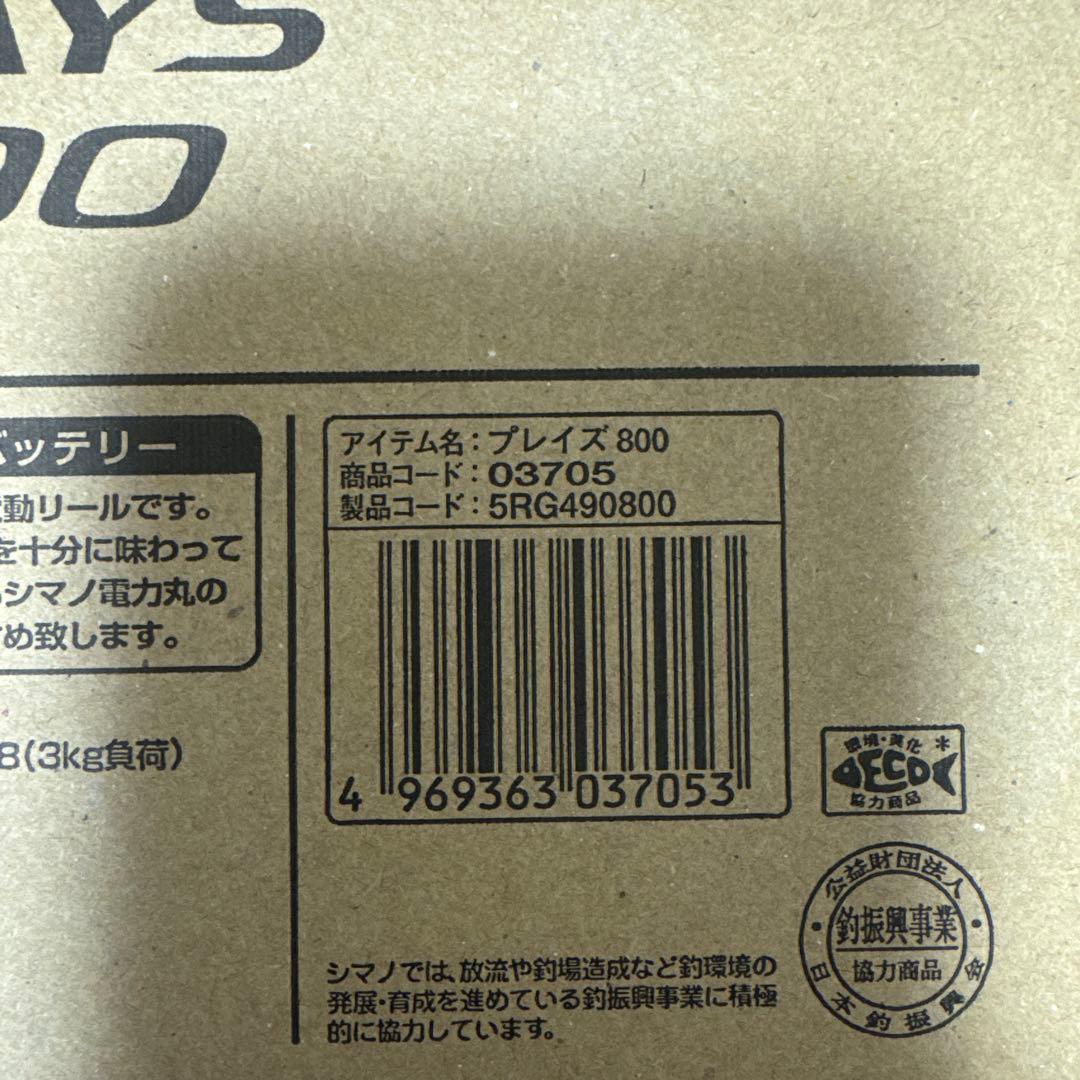 AYS
00
バッテリー
動リールです。
を十分に味わって
シマノ電力丸の
め致します。
8(3kg負荷)
アイテム名:プレイズ 800
商品コード:03705
製品コード:5RG490800
4 969363 037053
環境・美化
ECO
協力商品
公益財団法人
釣振興事業
協力商品
日本釣振興会
シマノでは、放流や釣場造成など釣環境の
発展・育成を進めている釣振興事業に積極
的に協力しています。